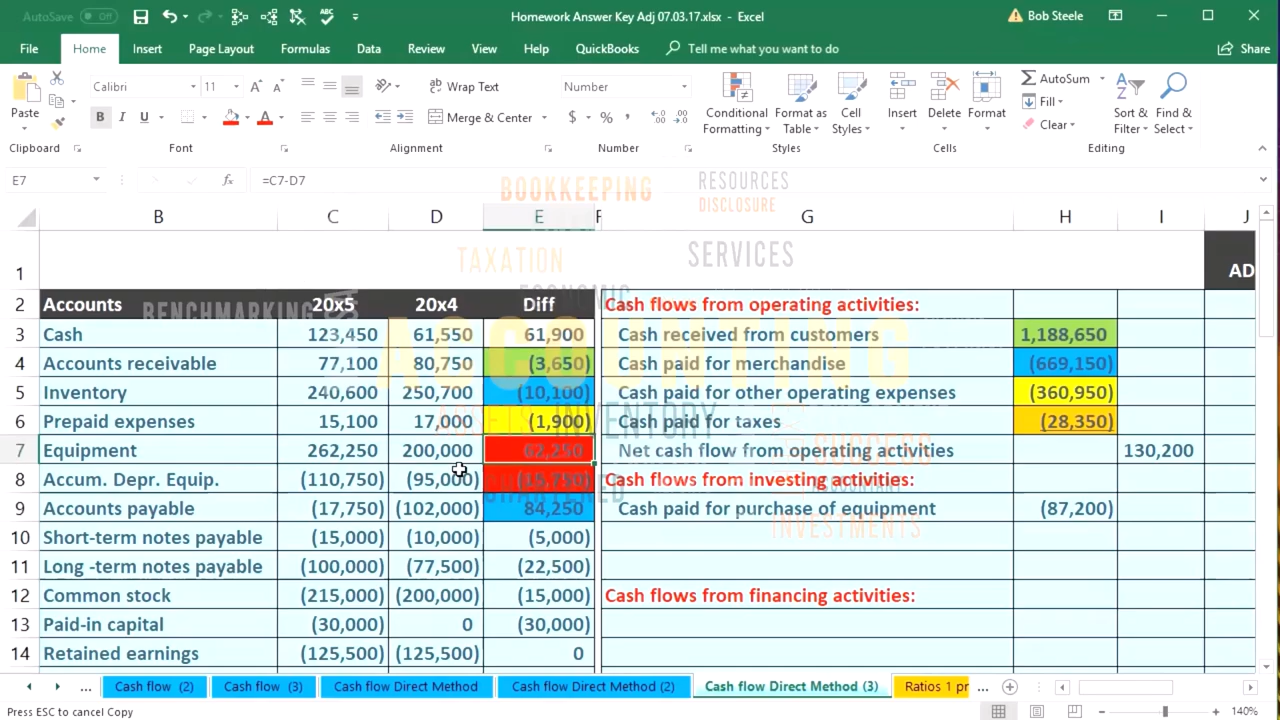 AutoSave Off
Homework Answer Key Adj 07.03.17.xlsx - Excel
Bob Steele
File Home Insert Page Layout Formulas Data Review View Help QuickBooks Tell me what you want to do Share
Calibri 11 Wrap Text Number AutoSum
Paste B I U Merge & Center $ % , Conditional Formatting Format as Table Cell Styles Insert Delete Format Fill Clear Sort & Filter Find & Select
Clipboard Font Alignment Number Styles Cells Editing
E7 fx =C7-D7
BOOKKEEPING RESOURCES
DISCLOSURE
B C D E F G H I J
TAXATION SERVICES
1 AD
ECONOMIC
BENCHMARKING
2 Accounts 20x5 20x4 Diff Cash flows from operating activities:
3 Cash 123,450 61,550 61,900 Cash received from customers 1,188,650
ACCOUNTING
4 Accounts receivable 77,100 80,750 (3,650) Cash paid for merchandise (669,150)
5 Inventory 240,600 250,700 (10,100) Cash paid for other operating expenses (360,950)
ASSETS INVENTORY
6 Prepaid expenses 15,100 17,000 (1,900) Cash paid for taxes (28,350)
SUCCESS
7 Equipment 262,250 200,000 62,250 Net cash flow from operating activities 130,200
8 Accum. Depr. Equip. (110,750) (95,000) (15,750) Cash flows from investing activities:
CHARTERED ACCOUNTANT
9 Accounts payable (17,750) (102,000) 84,250 Cash paid for purchase of equipment (87,200)
INVESTMENTS
10 Short-term notes payable (15,000) (10,000) (5,000)
11 Long -term notes payable (100,000) (77,500) (22,500)
12 Common stock (215,000) (200,000) (15,000) Cash flows from financing activities:
13 Paid-in capital (30,000) 0 (30,000)
14 Retained earnings (125,500) (125,500) 0
... Cash flow (2) Cash flow (3) Cash flow Direct Method Cash flow Direct Method (2) Cash flow Direct Method (3) Ratios 1 pr ...
Press ESC to cancel Copy 140%